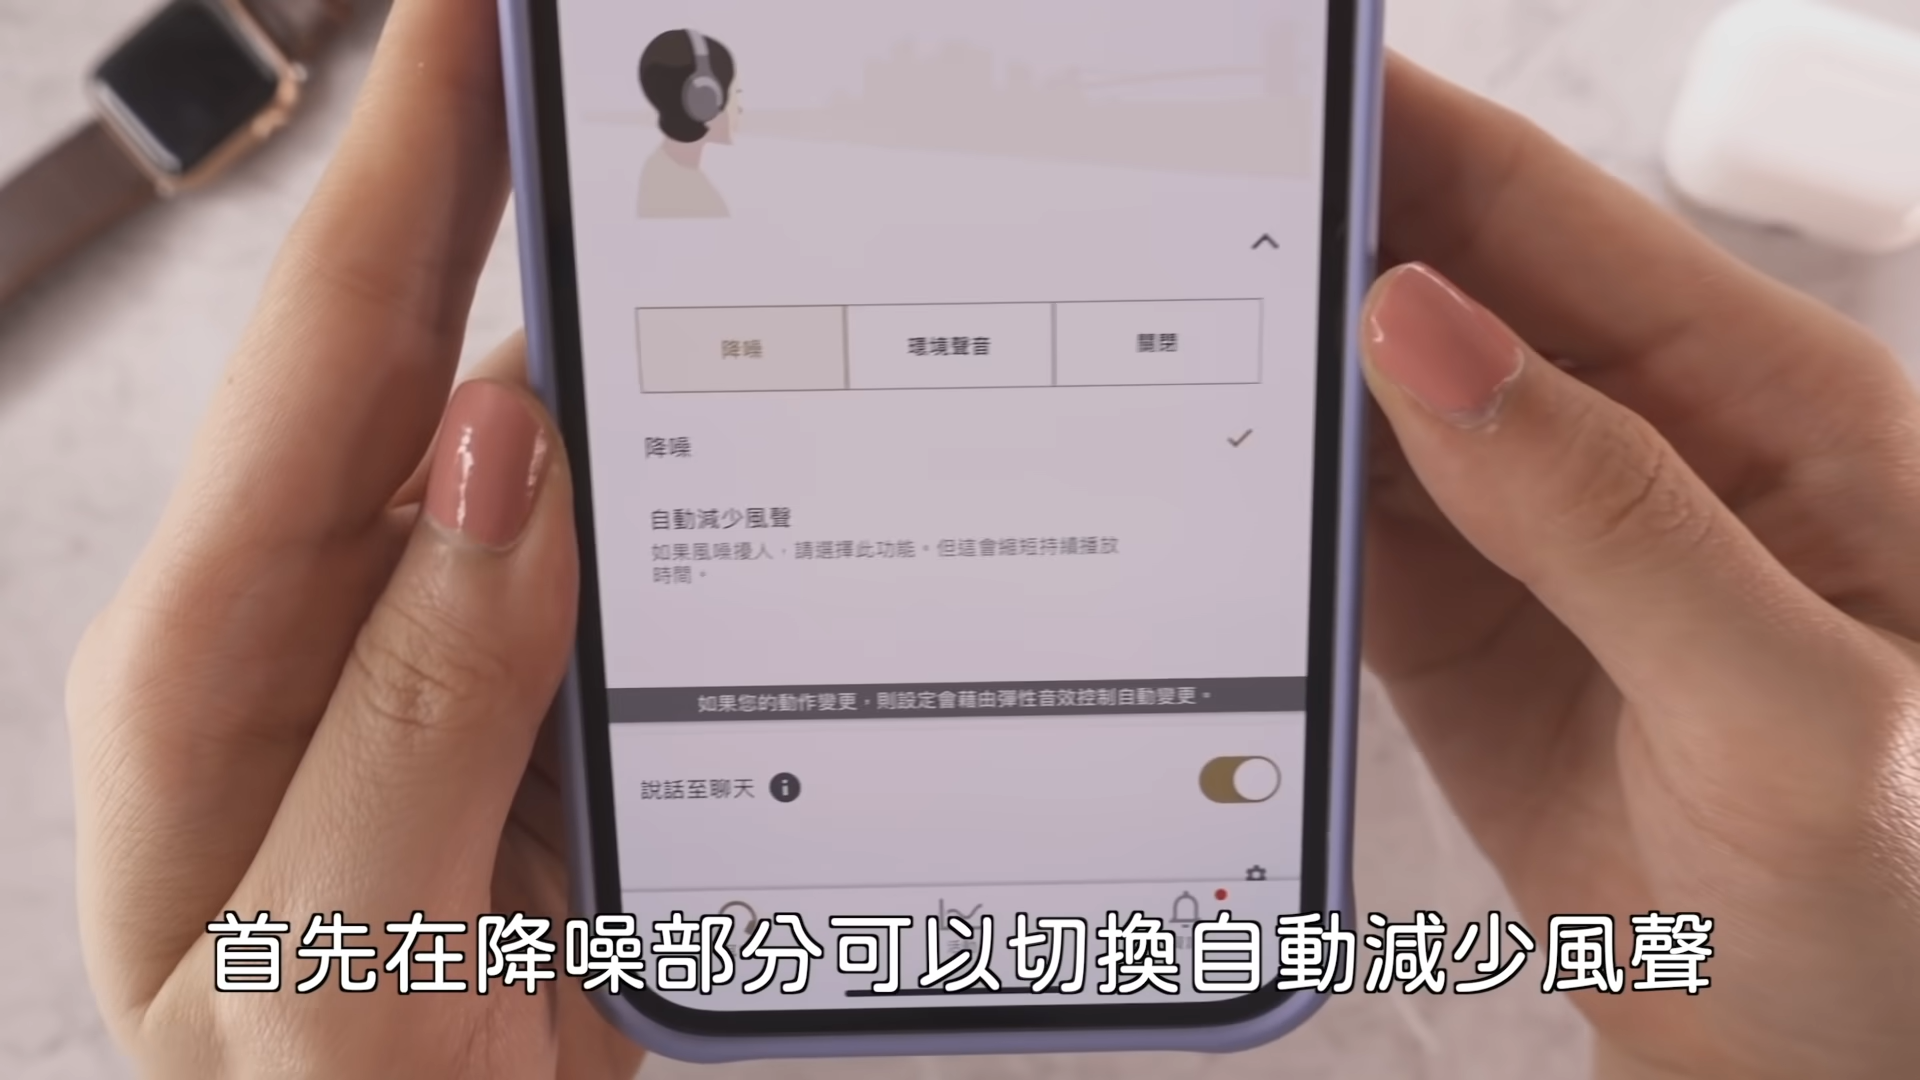 降噪
環境聲音
關閉
降噪
自動減少風聲
如果風噪擾人，請選擇此功能。但這會縮短持續播放
時間。
如果您的動作變更，則設定會藉由彈性音效控制自動變更。
說話至聊天
首先在降噪部分可以切換自動減少風聲